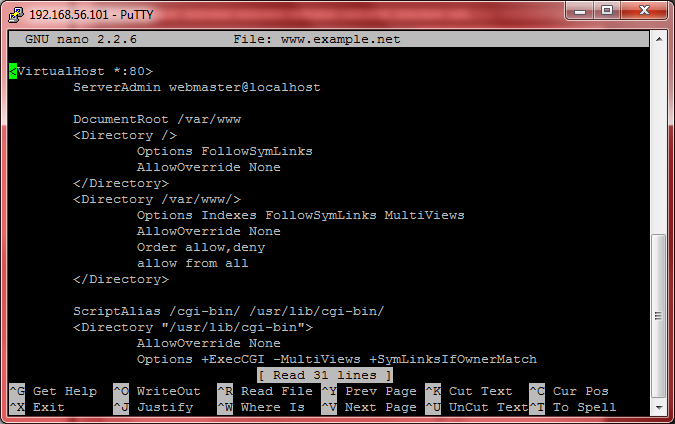 192.168.56.101 - PuTTY
GNU nano 2.2.6 File: www.example.net
<VirtualHost *:80>
ServerAdmin webmaster@localhost
DocumentRoot /var/www
<Directory />
Options FollowSymLinks
AllowOverride None
</Directory>
<Directory /var/www/>
Options Indexes FollowSymLinks MultiViews
AllowOverride None
Order allow,deny
allow from all
</Directory>
ScriptAlias /cgi-bin/ /usr/lib/cgi-bin/
<Directory "/usr/lib/cgi-bin">
AllowOverride None
Options +ExecCGI -MultiViews +SymLinksIfOwnerMatch
[ Read 31 lines ]
^G Get Help ^O WriteOut ^R Read File ^Y Prev Page ^K Cut Text ^C Cur Pos
^X Exit ^J Justify ^W Where Is ^V Next Page ^U UnCut Text^T To Spell